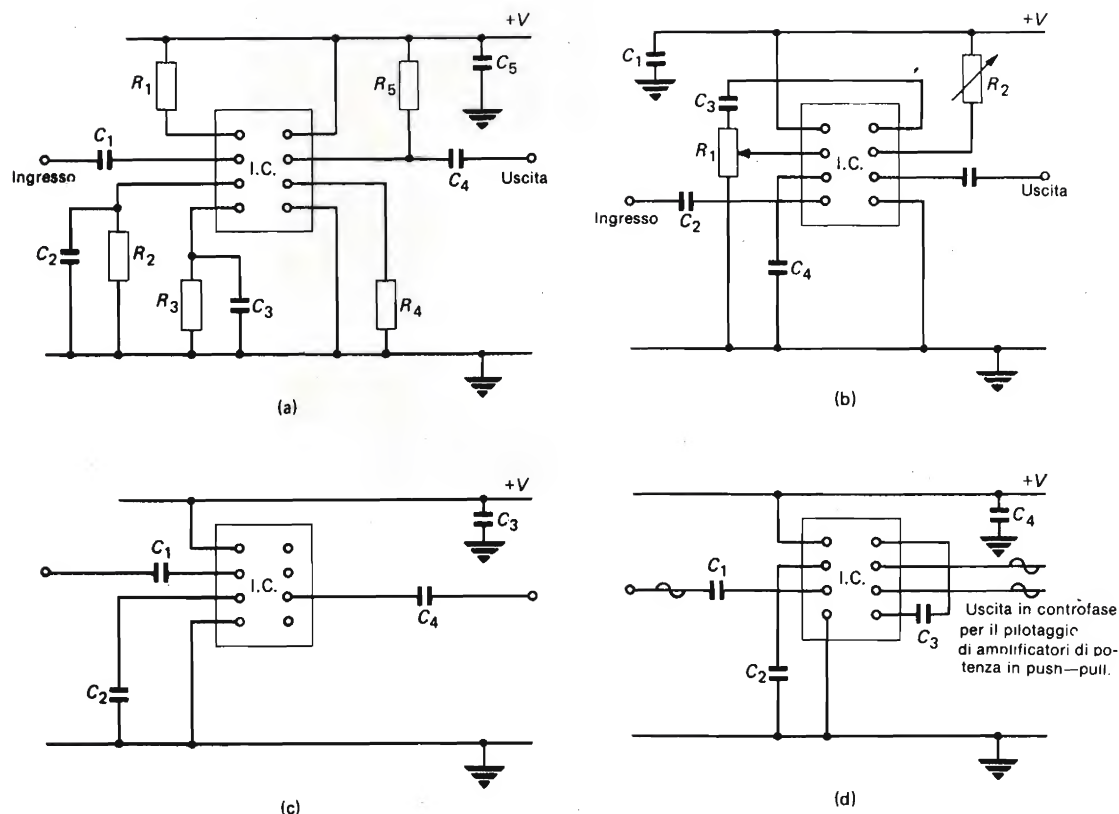 +V
R1
R5
C5
C1
I.C.
Ingresso
C4
Uscita
C2
R2
R3
C3
R4
(a)
+V
C1
C3
R2
R1
I.C.
Uscita
Ingresso
C2
C4
(b)
+V
C3
C1
I.C.
C4
C2
(c)
+V
C4
C1
I.C.
C3
C2
Uscita in controfase
per il pilotaggio
di amplificatori di po-
tenza in push—pull.
(d)